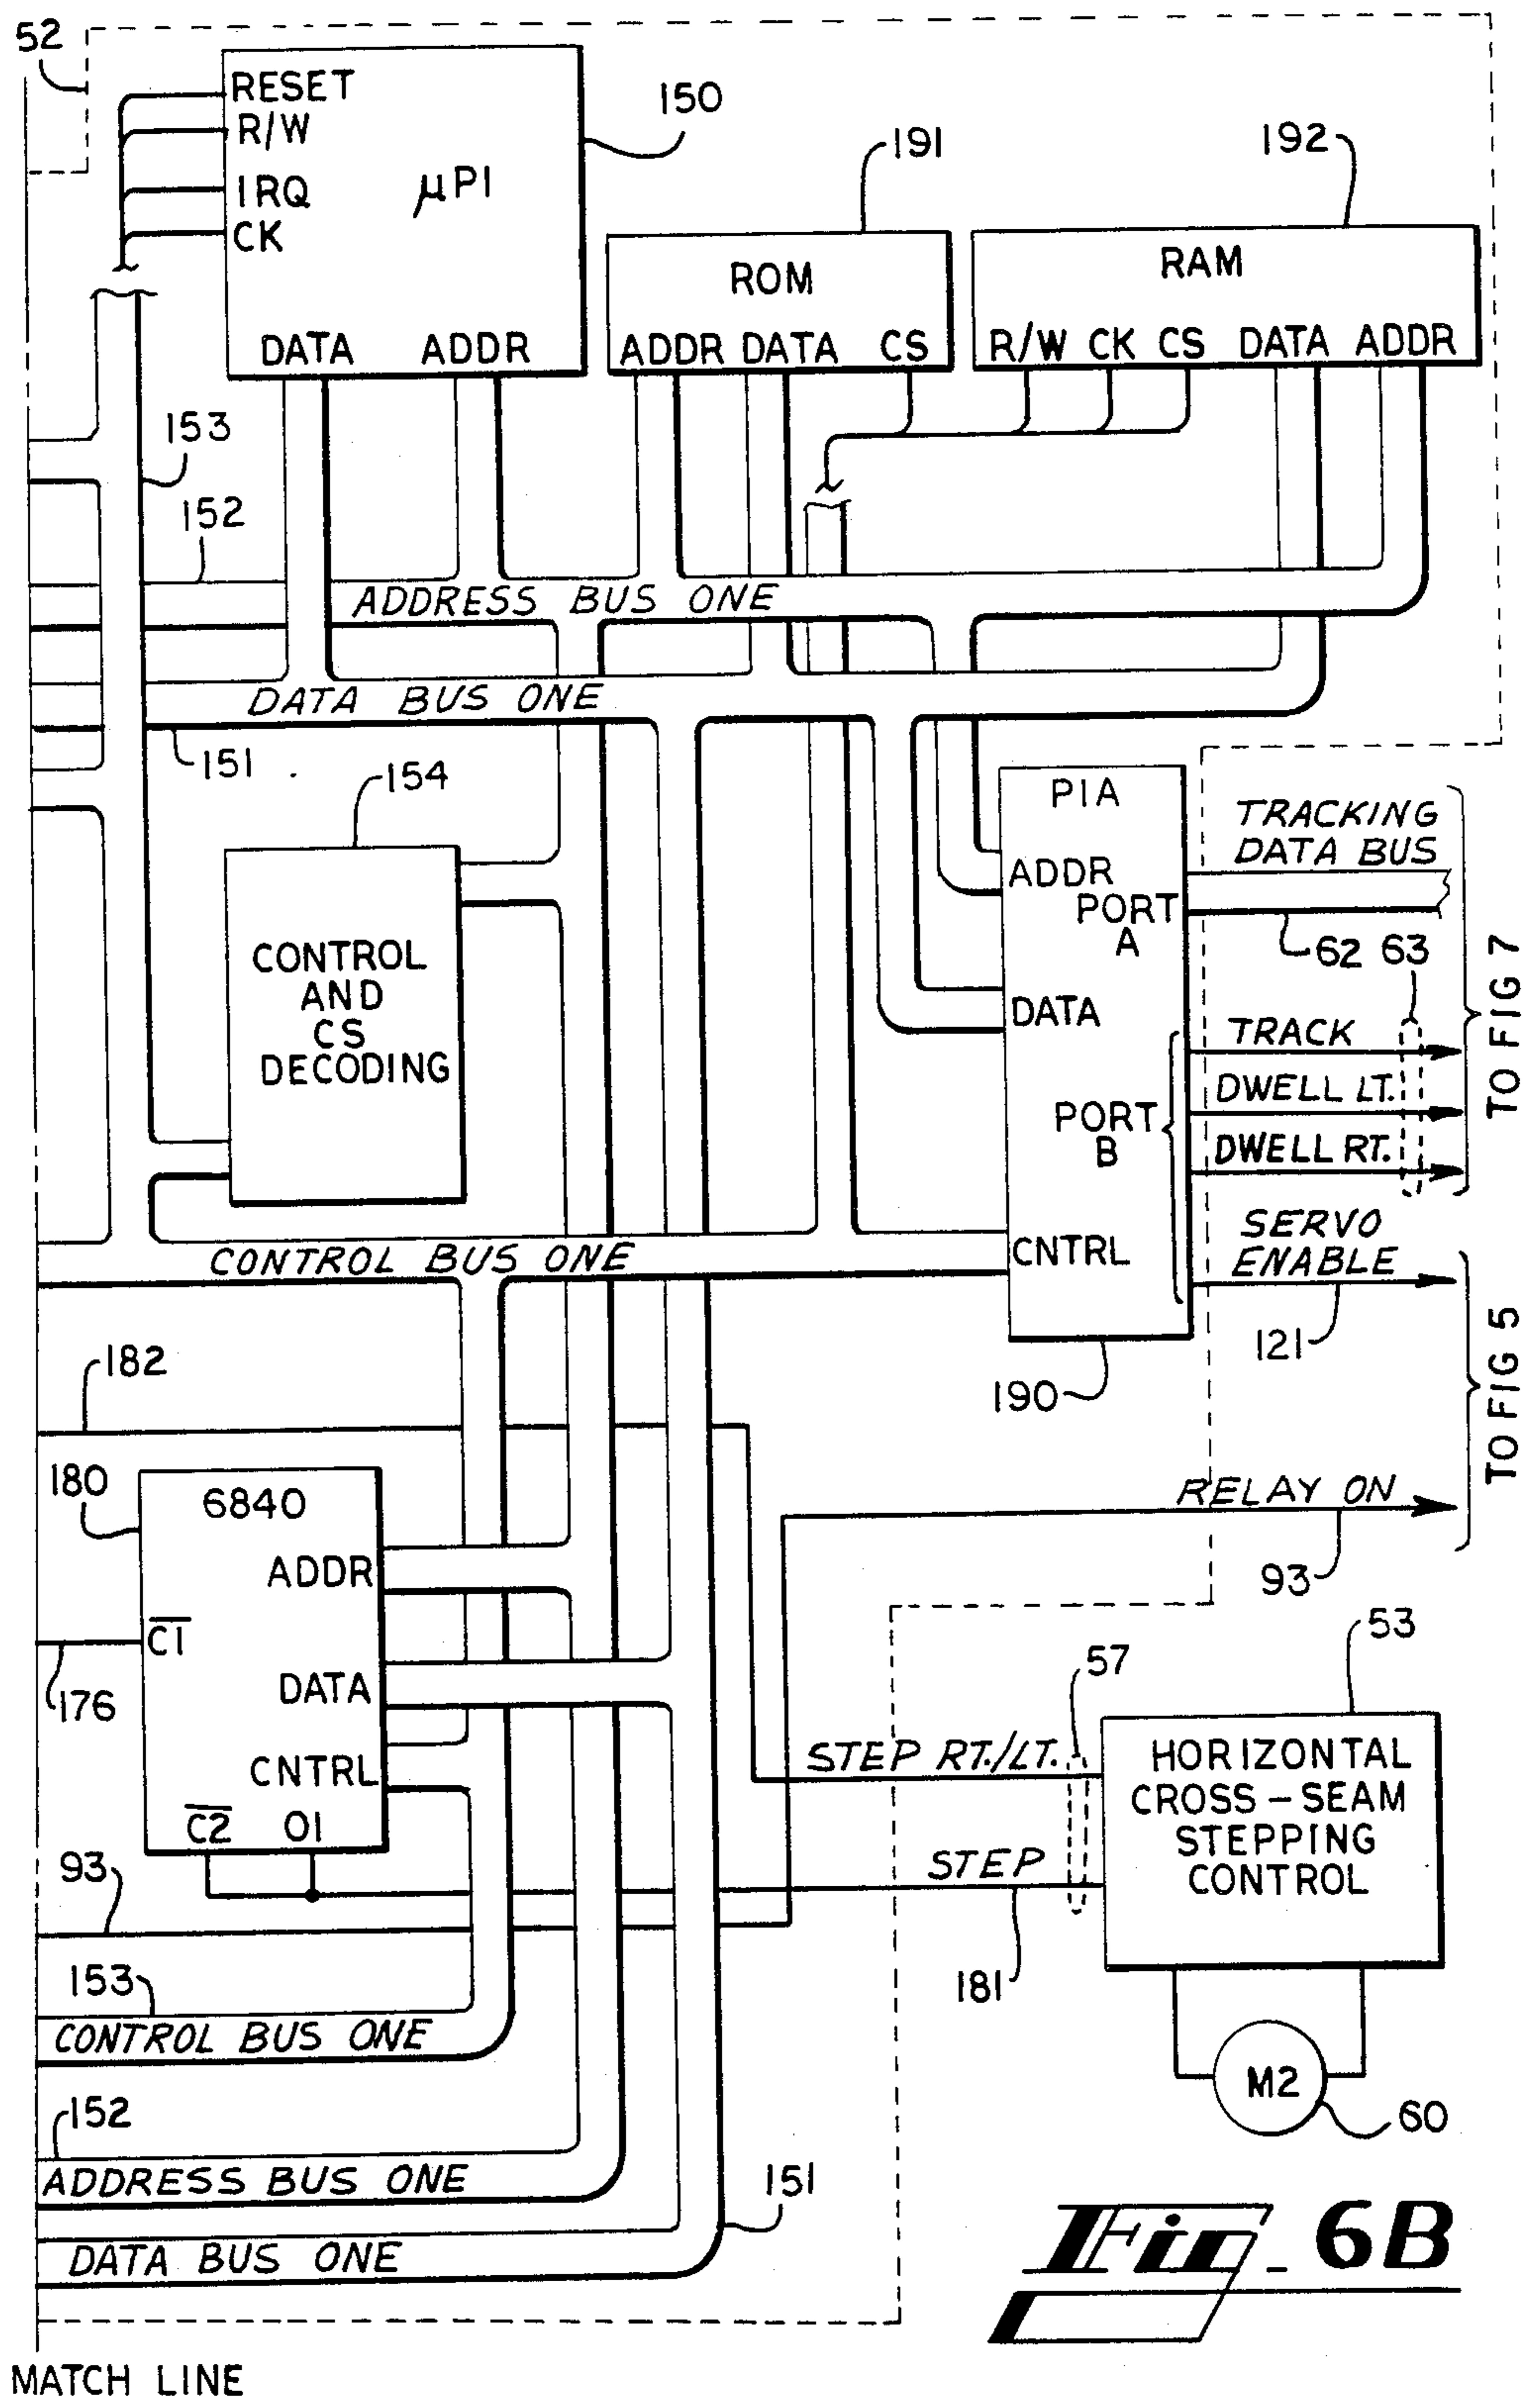 52
RESET
R/W
IRQ
CK
μP1
150
191
192
ROM
RAM
DATA ADDR
ADDR DATA CS
R/W CK CS DATA ADDR
153
152
ADDRESS BUS ONE
DATA BUS ONE
151
154
PIA
TRACKING
DATA BUS
ADDR
PORT
A
62
63
TO FIG 7
CONTROL
AND
CS
DECODING
DATA
TRACK
DWELL LT.
PORT
B
DWELL RT.
SERVO
ENABLE
CONTROL BUS ONE
CNTRL
121
190
TO FIG 5
182
180
6840
RELAY ON
93
ADDR
C̅1̅
176
DATA
53
57
CNTRL
STEP RT./LT.
HORIZONTAL
CROSS-SEAM
STEPPING
CONTROL
C̅2̅ O1
93
STEP
181
153
CONTROL BUS ONE
M2
60
152
ADDRESS BUS ONE
151
DATA BUS ONE
Fig_ 6B
MATCH LINE